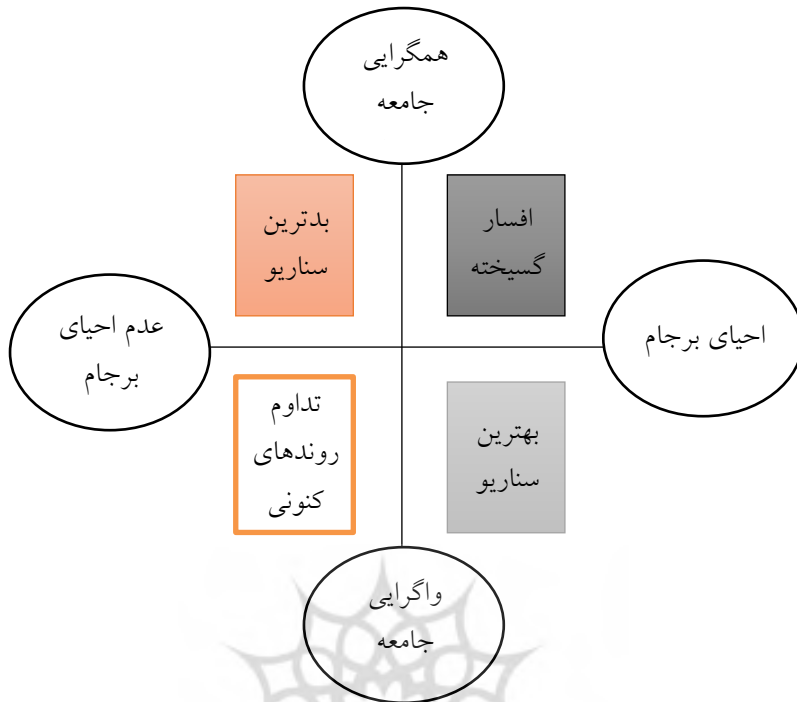 همگرایی
جامعه
افسار
گسیخته
بدترین
سناریو
احیای برجام
عدم احیای
برجام
بهترین
سناریو
تداوم
روندهای
کنونی
واگرایی
جامعه